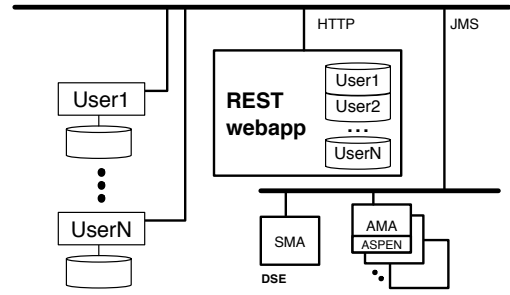 HTTP
JMS
User1
UserN
REST
webapp
User1
User2
...
UserN
SMA
DSE
AMA
ASPEN